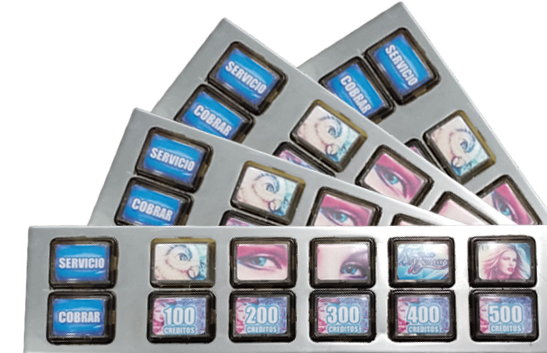 SERVICIO
COBRAR
SERVICIO
COBRAR
SERVICIO
COBRAR
SERVICIO
COBRAR
100
CREDITOS
200
CREDITOS
300
CREDITOS
400
CREDITOS
500
CREDITOS